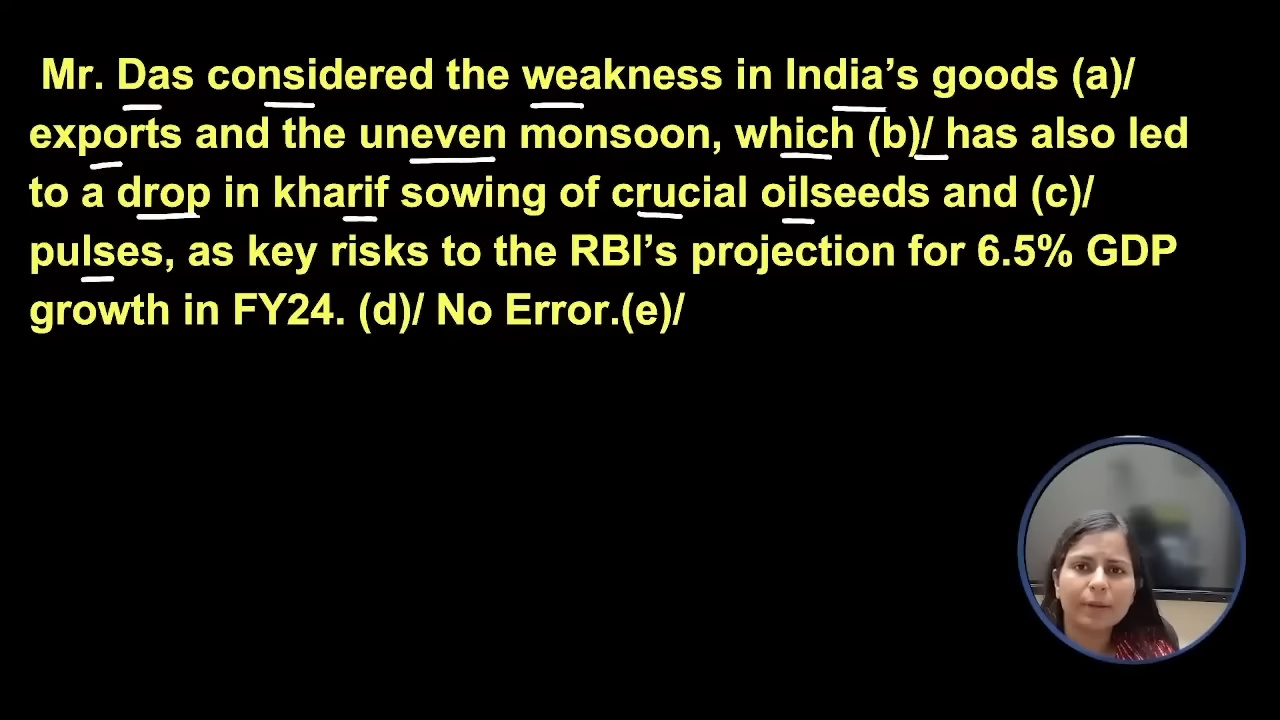 Mr. Das considered the weakness in India’s goods (a)/
exports and the uneven monsoon, which (b)/ has also led
to a drop in kharif sowing of crucial oilseeds and (c)/
pulses, as key risks to the RBI’s projection for 6.5% GDP
growth in FY24. (d)/ No Error.(e)/